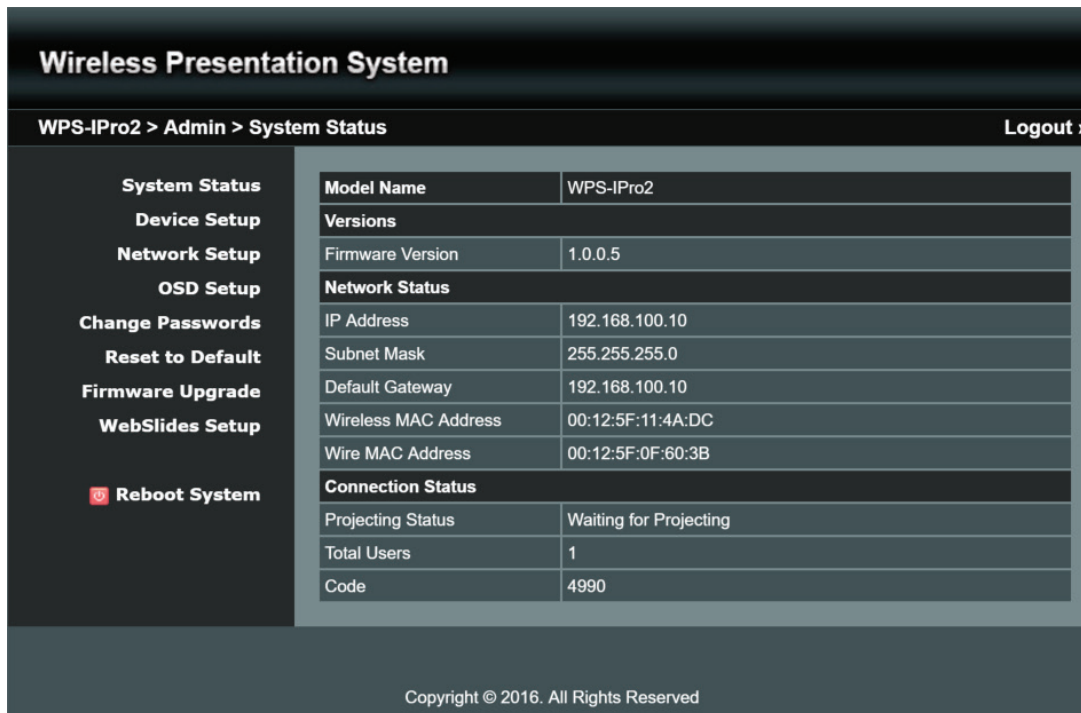 Wireless Presentation System
WPS-IPro2 > Admin > System Status Logout »
System Status
Device Setup
Network Setup
OSD Setup
Change Passwords
Reset to Default
Firmware Upgrade
WebSlides Setup
Reboot System
Model Name WPS-IPro2
Versions
Firmware Version 1.0.0.5
Network Status
IP Address 192.168.100.10
Subnet Mask 255.255.255.0
Default Gateway 192.168.100.10
Wireless MAC Address 00:12:5F:11:4A:DC
Wire MAC Address 00:12:5F:0F:60:3B
Connection Status
Projecting Status Waiting for Projecting
Total Users 1
Code 4990
Copyright © 2016. All Rights Reserved